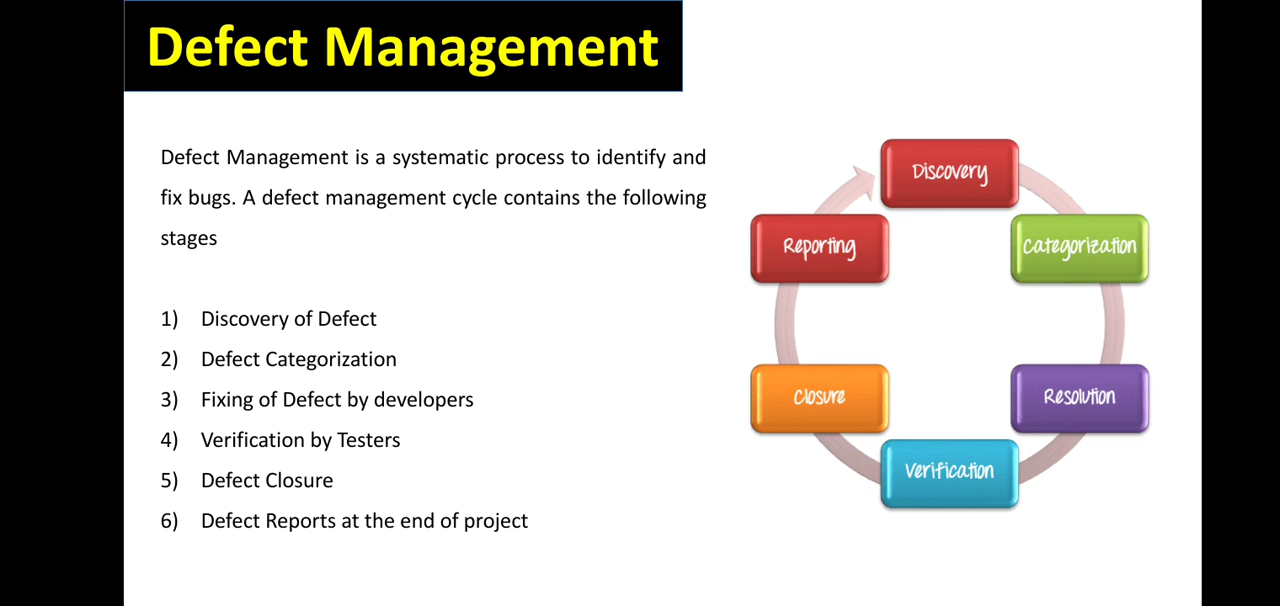 Defect Management
Defect Management is a systematic process to identify and
fix bugs. A defect management cycle contains the following
stages
1) Discovery of Defect
2) Defect Categorization
3) Fixing of Defect by developers
4) Verification by Testers
5) Defect Closure
6) Defect Reports at the end of project
Discovery
Categorization
Resolution
Verification
Closure
Reporting